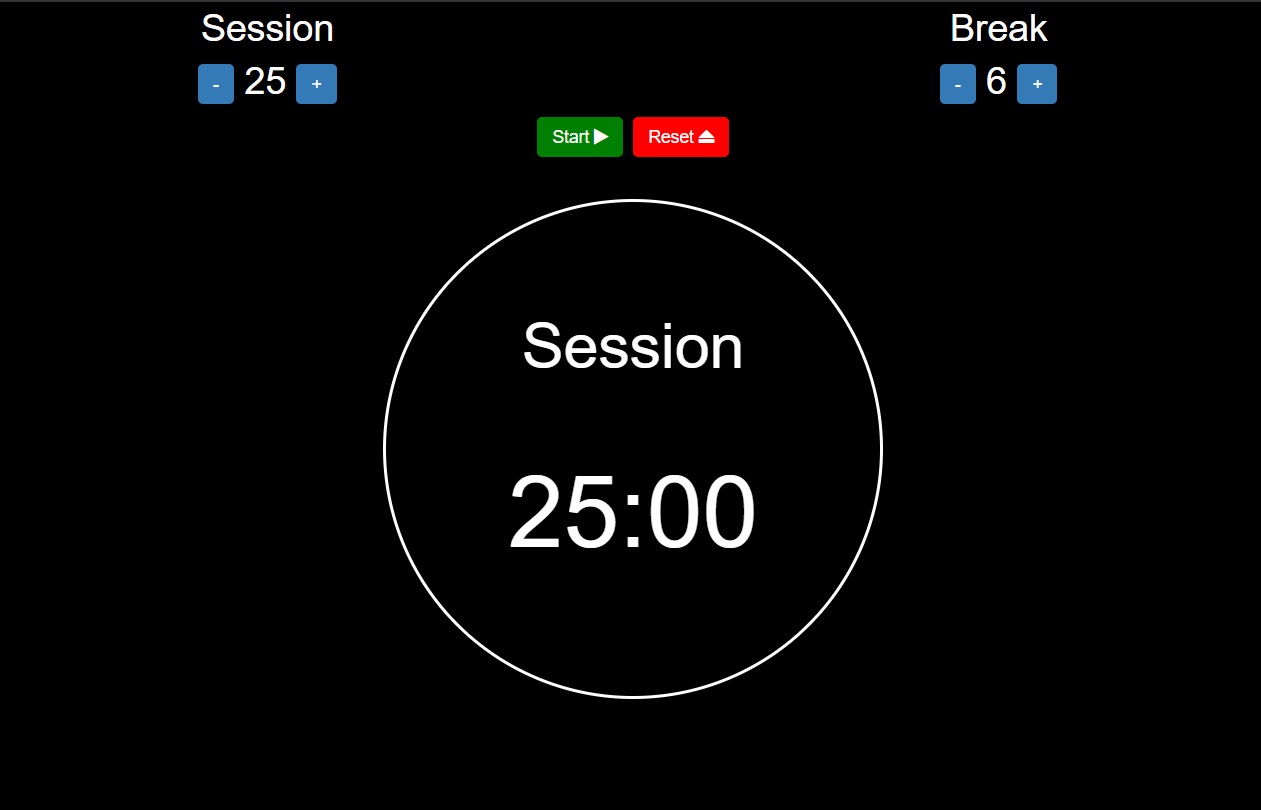 Session
Break
- 25 +
- 6 +
Start ▶
Reset ⏏
Session
25:00